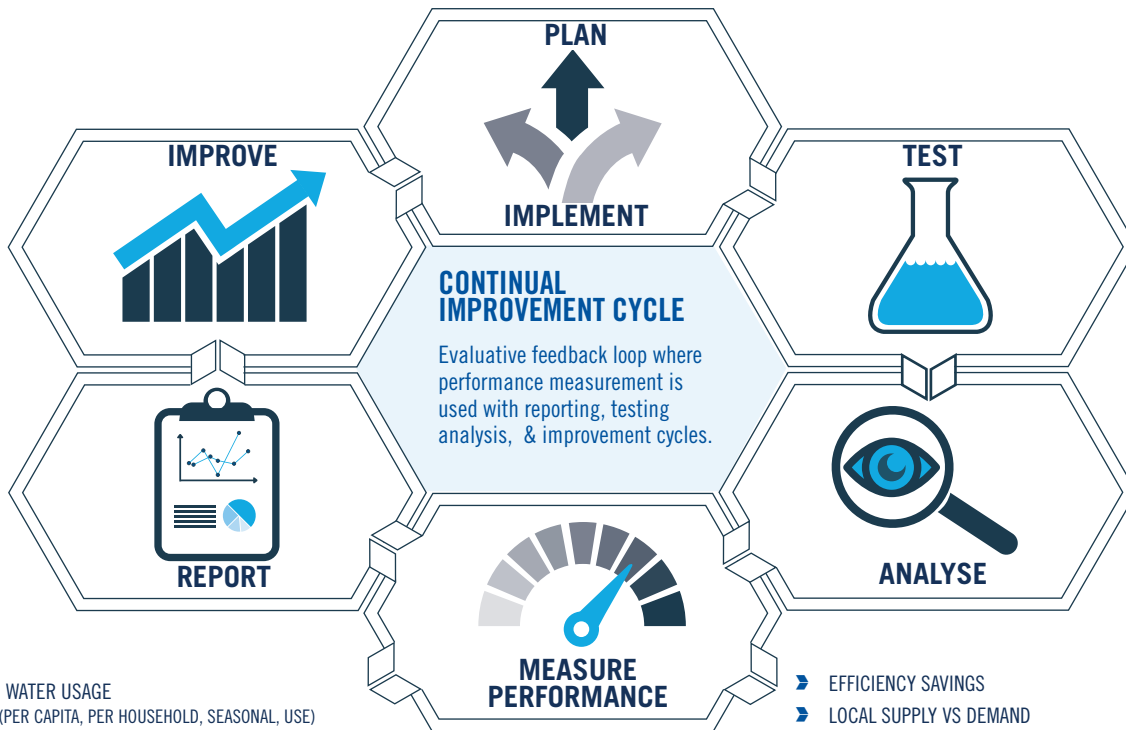 PLAN
IMPLEMENT
IMPROVE
TEST
CONTINUAL
IMPROVEMENT CYCLE
Evaluative feedback loop where
performance measurement is
used with reporting, testing
analysis, & improvement cycles.
REPORT
ANALYSE
MEASURE
PERFORMANCE
WATER USAGE
(PER CAPITA, PER HOUSEHOLD, SEASONAL, USE)
EFFICIENCY SAVINGS
LOCAL SUPPLY VS DEMAND